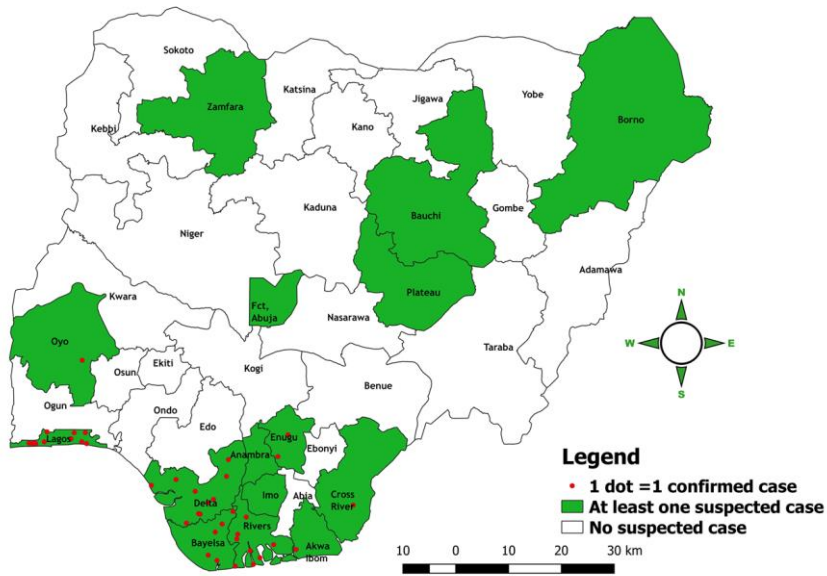 Sokoto
Zamfara
Katsina
Jigawa
Yobe
Borno
Kebbi
Kano
Kaduna
Bauchi
Gombe
Niger
Adamawa
Plateau
Fct,
Abuja
Nasarawa
Kwara
Oyo
Taraba
Osun
Ekiti
Kogi
Benue
Ogun
Ondo
Edo
Lagos
Enugu
Anambra
Ebonyi
Delta
Imo
Abia
Cross
River
Rivers
Bayelsa
Akwa
Ibom
N
W
E
S
Legend
1 dot =1 confirmed case
At least one suspected case
No suspected case
10 0 10 20 30 km